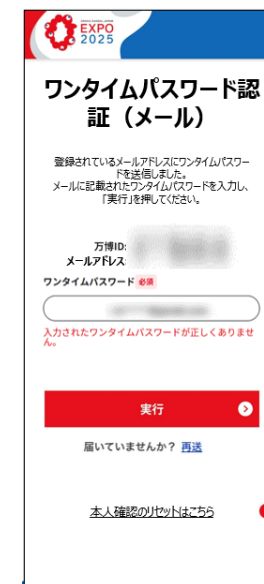 EXPO
2025
ワンタイムパスワード認
証（メール）
登録されているメールアドレスにワンタイムパスワー
ドを送信しました。
メールに記載されたワンタイムパスワードを入力し、
「実行」を押してください。
万博ID:
メールアドレス:
ワンタイムパスワード 必須
入力されたワンタイムパスワードが正しくありませ
ん。
実行
届いていませんか？ 再送
本人確認のリセットはこちら